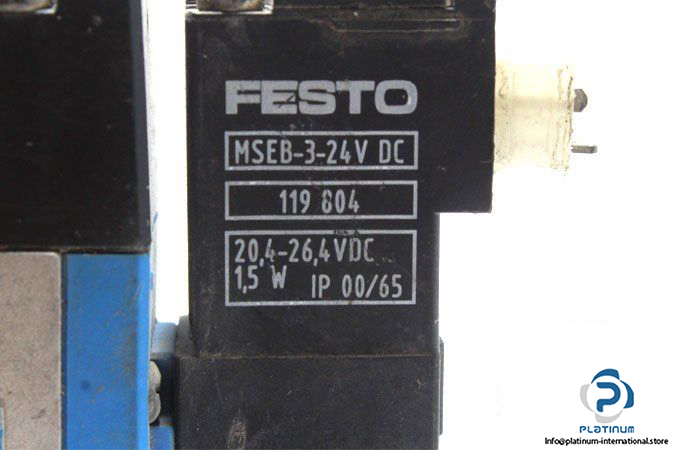 FESTO
MSEB-3-24V DC
119 804
20,4-26,4VDC
1,5 W IP 00/65
PLATINUM
Info@platinum-international.store